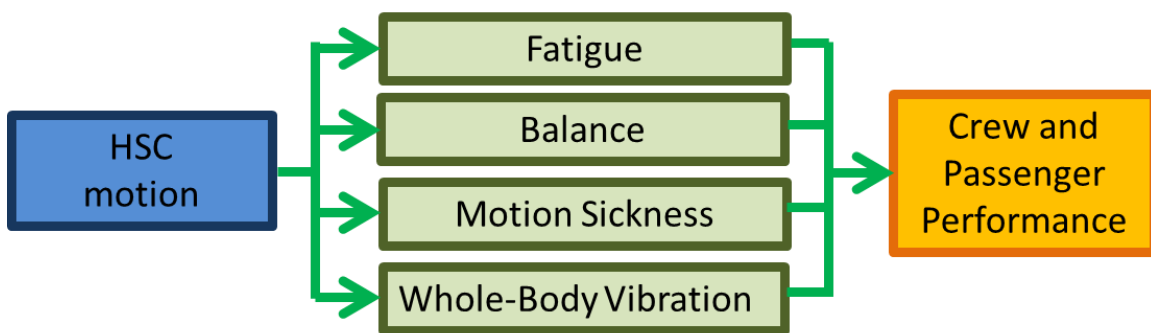 HSC
motion
Fatigue
Balance
Motion Sickness
Whole-Body Vibration
Crew and
Passenger
Performance